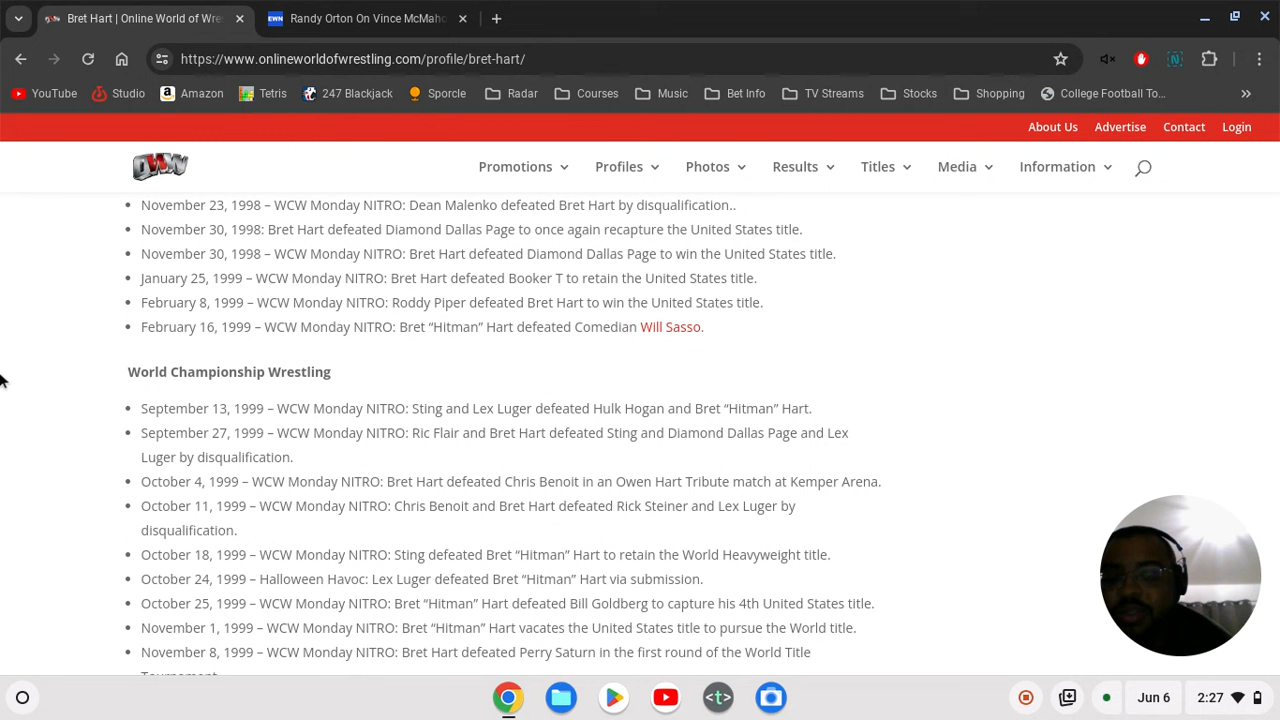 Bret Hart | Online World of Wre
EWN
Randy Orton On Vince McMaho
https://www.onlineworldofwrestling.com/profile/bret-hart/
YouTube Studio Amazon Tetris 247 Blackjack Sporcle Radar Courses Music Bet Info TV Streams Stocks Shopping College Football To...
About Us Advertise Contact Login
OWW
Promotions Profiles Photos Results Titles Media Information
November 23, 1998 – WCW Monday NITRO: Dean Malenko defeated Bret Hart by disqualification..
November 30, 1998: Bret Hart defeated Diamond Dallas Page to once again recapture the United States title.
November 30, 1998 – WCW Monday NITRO: Bret Hart defeated Diamond Dallas Page to win the United States title.
January 25, 1999 – WCW Monday NITRO: Bret Hart defeated Booker T to retain the United States title.
February 8, 1999 – WCW Monday NITRO: Roddy Piper defeated Bret Hart to win the United States title.
February 16, 1999 – WCW Monday NITRO: Bret “Hitman” Hart defeated Comedian Will Sasso.
World Championship Wrestling
September 13, 1999 – WCW Monday NITRO: Sting and Lex Luger defeated Hulk Hogan and Bret “Hitman” Hart.
September 27, 1999 – WCW Monday NITRO: Ric Flair and Bret Hart defeated Sting and Diamond Dallas Page and Lex
Luger by disqualification.
October 4, 1999 – WCW Monday NITRO: Bret Hart defeated Chris Benoit in an Owen Hart Tribute match at Kemper Arena.
October 11, 1999 – WCW Monday NITRO: Chris Benoit and Bret Hart defeated Rick Steiner and Lex Luger by
disqualification.
October 18, 1999 – WCW Monday NITRO: Sting defeated Bret “Hitman” Hart to retain the World Heavyweight title.
October 24, 1999 – Halloween Havoc: Lex Luger defeated Bret “Hitman” Hart via submission.
October 25, 1999 – WCW Monday NITRO: Bret “Hitman” Hart defeated Bill Goldberg to capture his 4th United States title.
November 1, 1999 – WCW Monday NITRO: Bret “Hitman” Hart vacates the United States title to pursue the World title.
November 8, 1999 – WCW Monday NITRO: Bret Hart defeated Perry Saturn in the first round of the World Title
Tournament
Jun 6 2:27